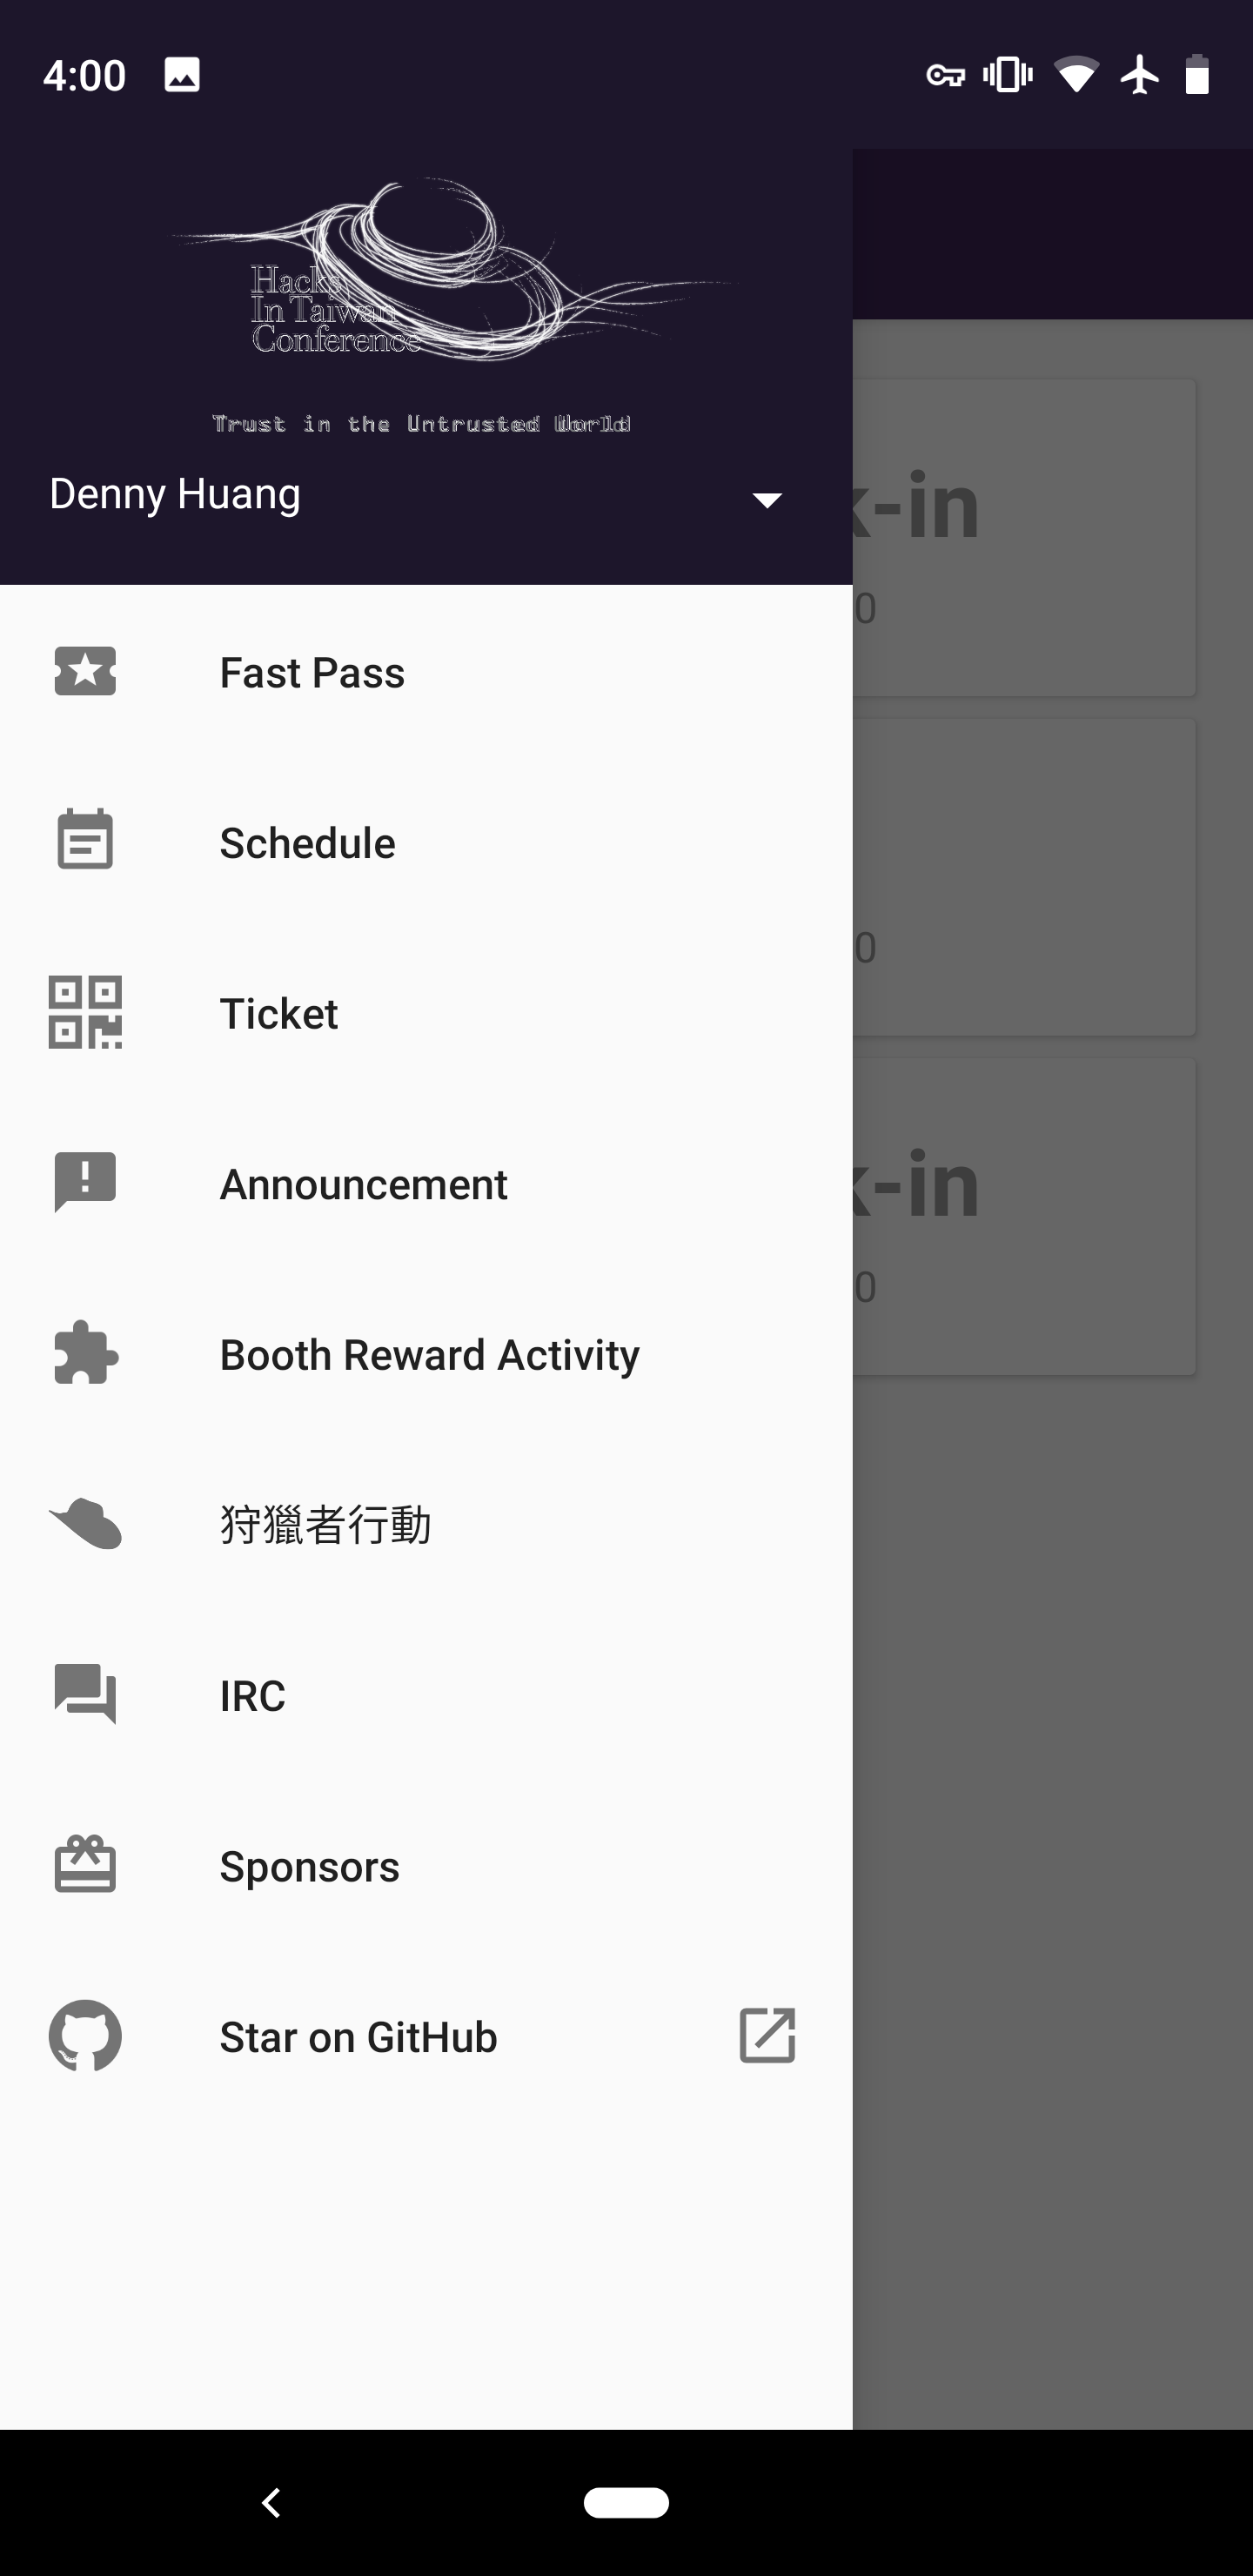 4:00
Hacks
In Taiwan
Conference
Trust in the Untrusted World
Denny Huang
k-in
0
Fast Pass
Schedule
0
Ticket
Announcement
k-in
0
Booth Reward Activity
狩獵者行動
IRC
Sponsors
Star on GitHub